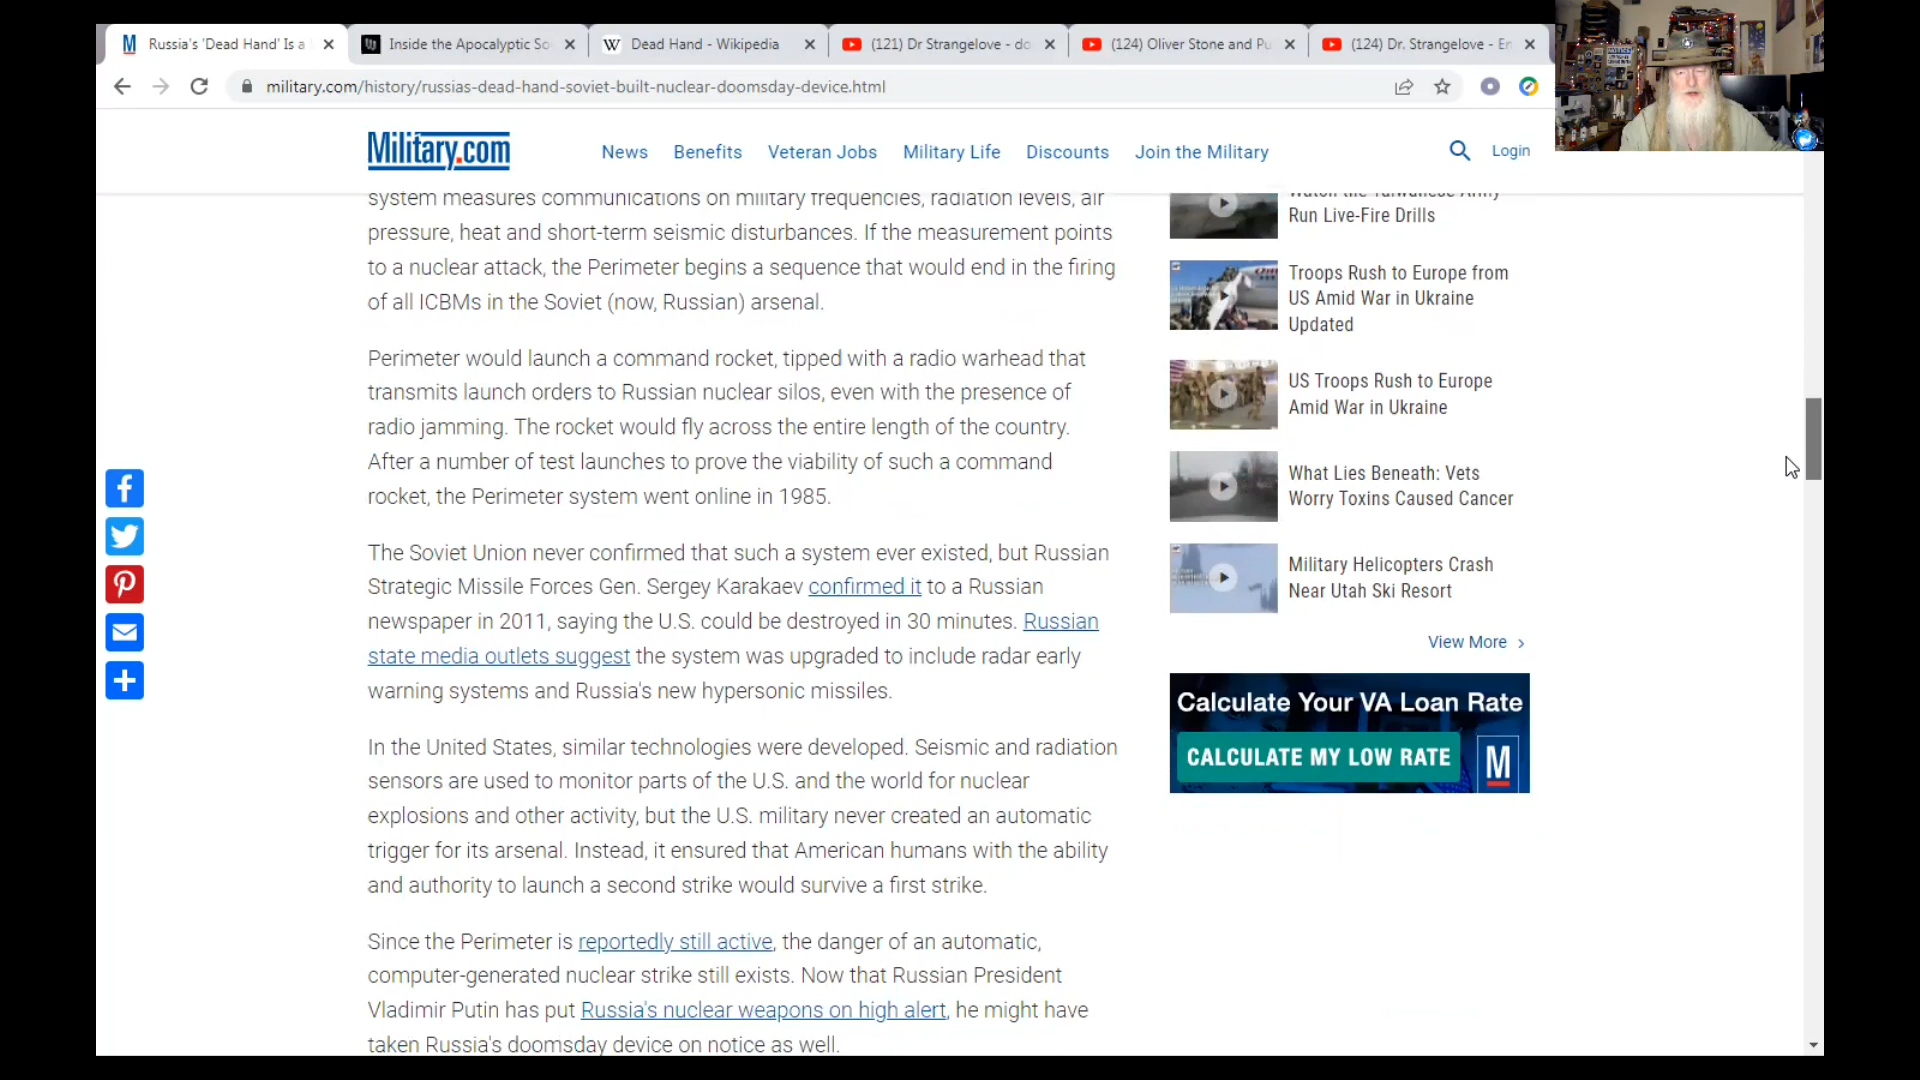 Russia's 'Dead Hand' Is a
Inside the Apocalyptic So
Dead Hand - Wikipedia
(121) Dr Strangelove - do
(124) Oliver Stone and Pu
(124) Dr. Strangelove - En
military.com/history/russias-dead-hand-soviet-built-nuclear-doomsday-device.html
Military.com
News
Benefits
Veteran Jobs
Military Life
Discounts
Join the Military
Login
system measures communications on military frequencies, radiation levels, air
pressure, heat and short-term seismic disturbances. If the measurement points
to a nuclear attack, the Perimeter begins a sequence that would end in the firing
of all ICBMs in the Soviet (now, Russian) arsenal.
Perimeter would launch a command rocket, tipped with a radio warhead that
transmits launch orders to Russian nuclear silos, even with the presence of
radio jamming. The rocket would fly across the entire length of the country.
After a number of test launches to prove the viability of such a command
rocket, the Perimeter system went online in 1985.
The Soviet Union never confirmed that such a system ever existed, but Russian
Strategic Missile Forces Gen. Sergey Karakaev confirmed it to a Russian
newspaper in 2011, saying the U.S. could be destroyed in 30 minutes. Russian
state media outlets suggest the system was upgraded to include radar early
warning systems and Russia's new hypersonic missiles.
In the United States, similar technologies were developed. Seismic and radiation
sensors are used to monitor parts of the U.S. and the world for nuclear
explosions and other activity, but the U.S. military never created an automatic
trigger for its arsenal. Instead, it ensured that American humans with the ability
and authority to launch a second strike would survive a first strike.
Since the Perimeter is reportedly still active, the danger of an automatic,
computer-generated nuclear strike still exists. Now that Russian President
Vladimir Putin has put Russia's nuclear weapons on high alert, he might have
taken Russia's doomsday device on notice as well.
Watch the Taiwanese Army
Run Live-Fire Drills
Troops Rush to Europe from
US Amid War in Ukraine
Updated
US Troops Rush to Europe
Amid War in Ukraine
What Lies Beneath: Vets
Worry Toxins Caused Cancer
Military Helicopters Crash
Near Utah Ski Resort
View More
Calculate Your VA Loan Rate
CALCULATE MY LOW RATE
M